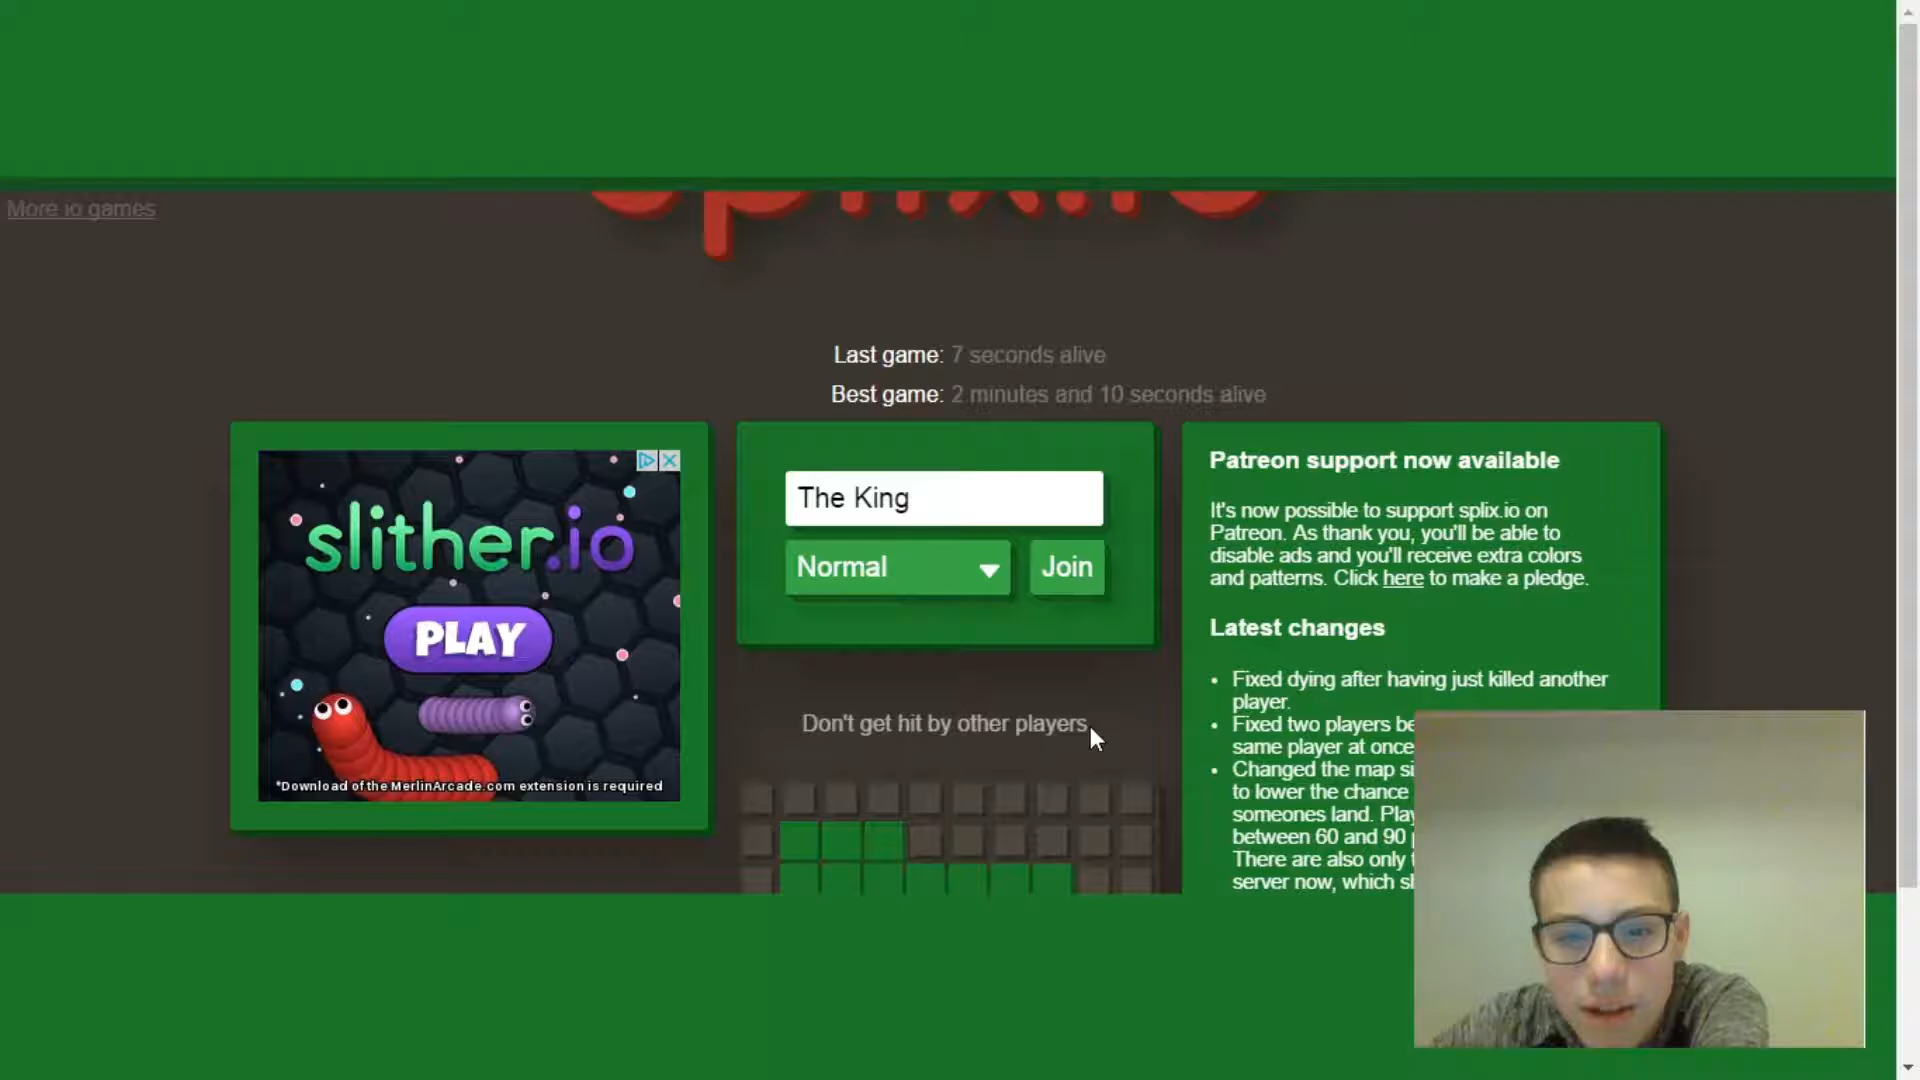 More io games
Last game: 7 seconds alive
Best game: 2 minutes and 10 seconds alive
slither.io
PLAY
*Download of the MerlinArcade.com extension is required
The King
Normal
Join
Don't get hit by other players.
Patreon support now available
It's now possible to support splix.io on
Patreon. As thank you, you'll be able to
disable ads and you'll receive extra colors
and patterns. Click here to make a pledge.
Latest changes
• Fixed dying after having just killed another
player.
• Fixed two players be
same player at once
• Changed the map si
to lower the chance
someones land. Play
between 60 and 90
There are also only
server now, which